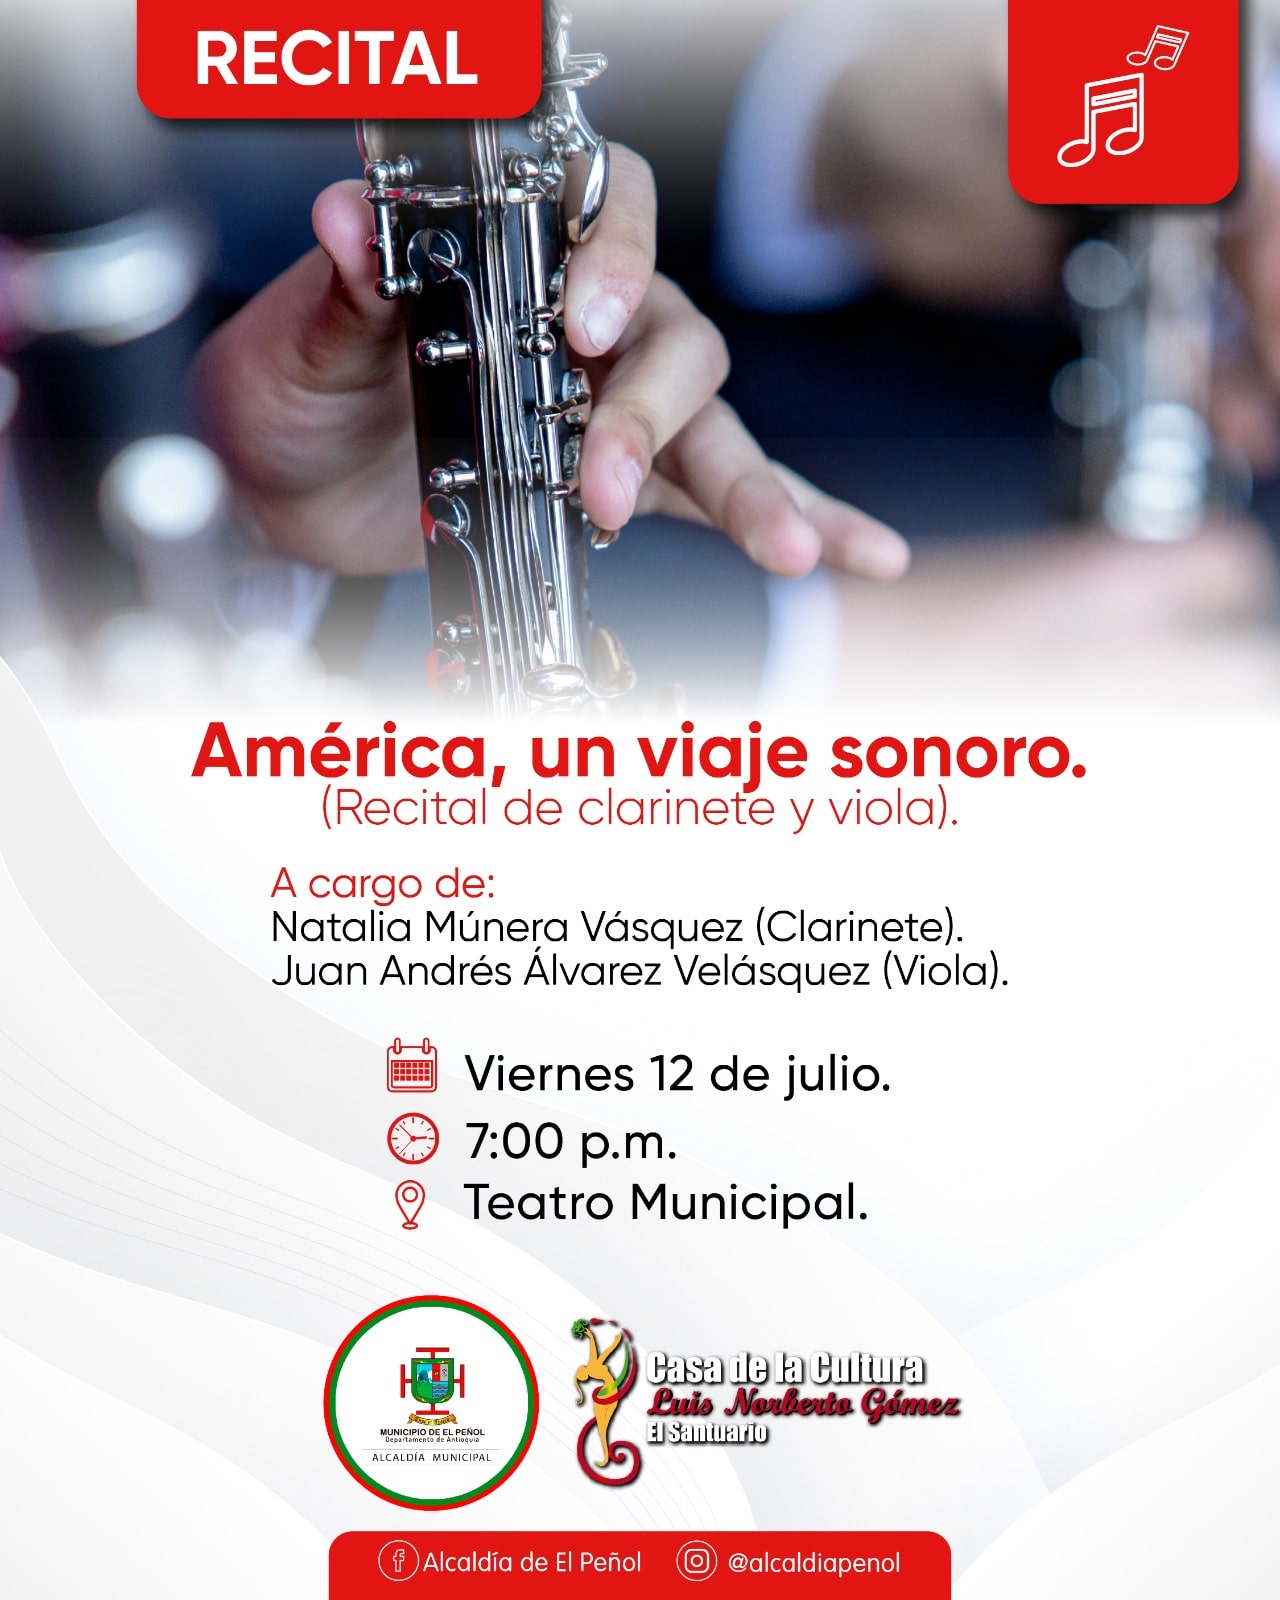 RECITAL
América, un viaje sonoro.
(Recital de clarinete y viola).
A cargo de:
Natalia Múnera Vásquez (Clarinete).
Juan Andrés Álvarez Velásquez (Viola).
Viernes 12 de julio.
7:00 p.m.
Teatro Municipal.
MUNICIPIO DE EL PEÑOL
Departamento de Antioquia
ALCALDÍA MUNICIPAL
Casa de la Cultura
Luis Norberto Gómez
El Santuario
Alcaldía de El Peñol
@alcaldiapenol